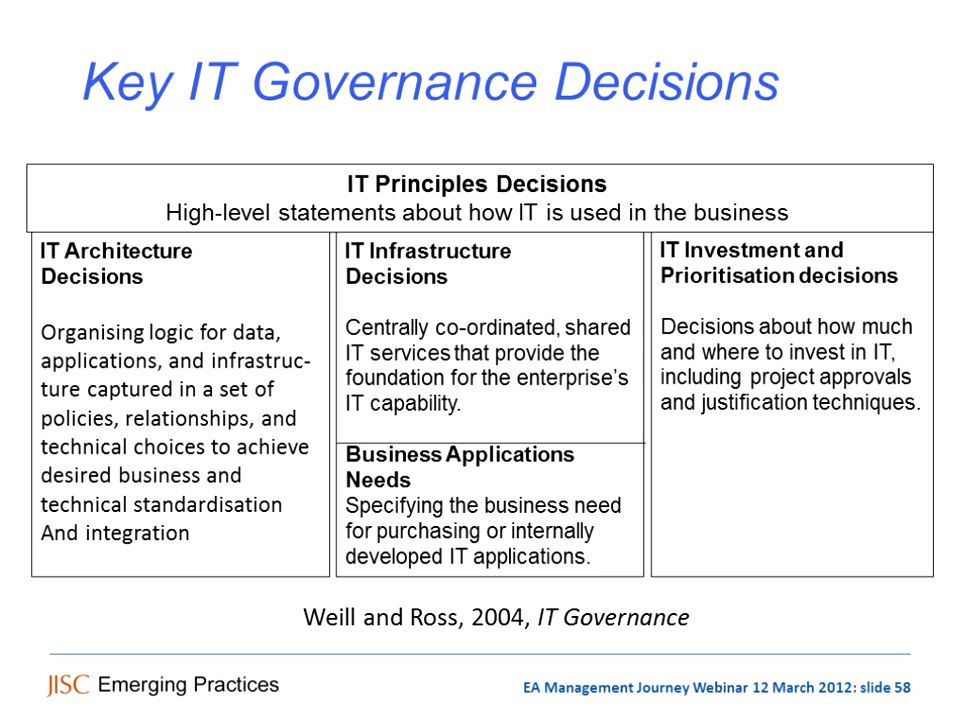 Key IT Governance Decisions
IT Principles Decisions
High-level statements about how IT is used in the business
IT Architecture
Decisions
Organising logic for data,
applications, and infrastruc-
ture captured in a set of
policies, relationships, and
technical choices to achieve
desired business and
technical standardisation
And integration
IT Infrastructure
Decisions
Centrally co-ordinated, shared
IT services that provide the
foundation for the enterprise’s
IT capability.
Business Applications
Needs
Specifying the business need
for purchasing or internally
developed IT applications.
IT Investment and
Prioritisation decisions
Decisions about how much
and where to invest in IT,
including project approvals
and justification techniques.
Weill and Ross, 2004, IT Governance
JISC Emerging Practices
EA Management Journey Webinar 12 March 2012: slide 58